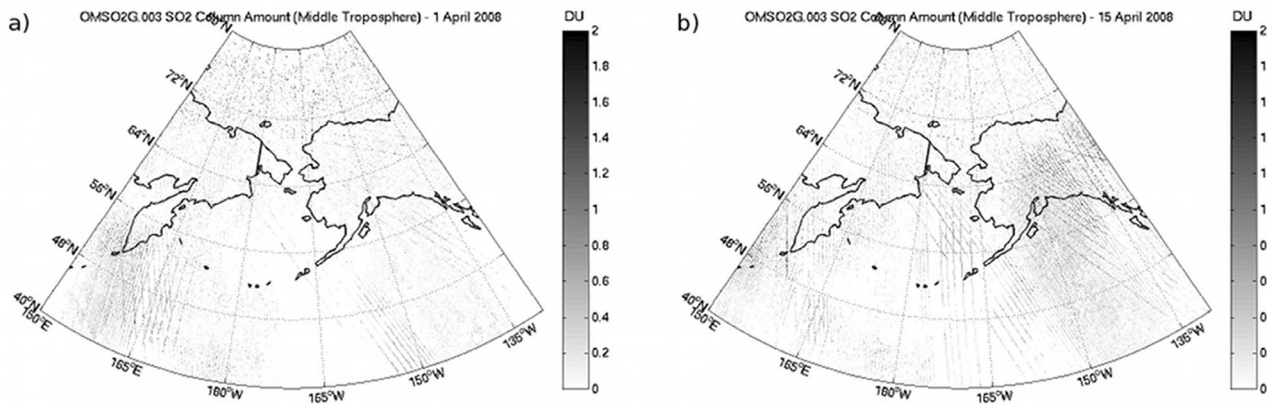 a)
OMSO2G.003 SO2 Column Amount (Middle Troposphere) - 1 April 2008
DU
2
1.8
1.6
1.4
1.2
1
0.8
0.6
0.4
0.2
0
72°N
64°N
56°N
48°N
40°N
150°E
165°E
180°W
165°W
150°W
135°W
b)
OMSO2G.003 SO2 Column Amount (Middle Troposphere) - 15 April 2008
DU
2
1.
1.
1.
1.
1
0.
0.
0.
0.
0
72°N
64°N
56°N
48°N
40°N
150°E
165°E
180°W
165°W
150°W
135°W